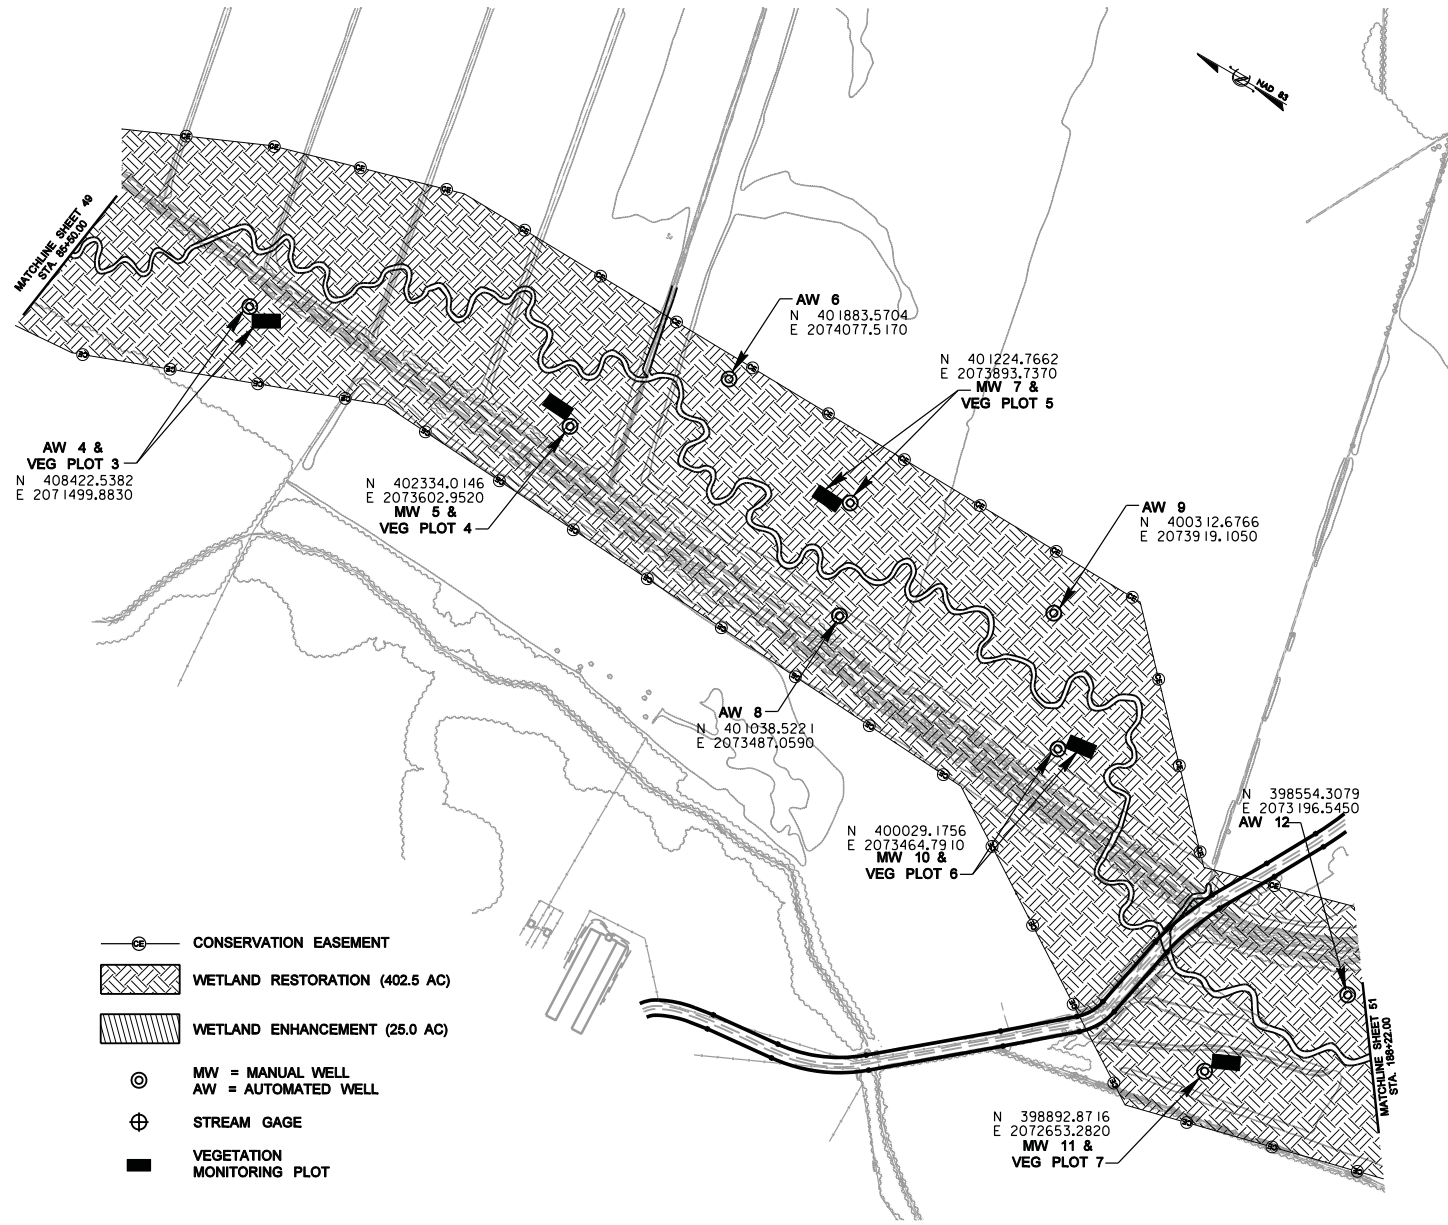 NAD 83
MATCHLINE SHEET 49
STA. 85+50.00
AW 6
N 401883.5704
E 2074077.5170
N 401224.7662
E 2073893.7370
MW 7 &
VEG PLOT 5
AW 4 &
VEG PLOT 3
N 408422.5382
E 2071499.8830
N 402334.0146
E 2073602.9520
MW 5 &
VEG PLOT 4
AW 9
N 400312.6766
E 2073919.1050
AW 8
N 401038.5221
E 2073487.0590
N 398554.3079
E 2073196.5450
AW 12
N 400029.1756
E 2073464.7910
MW 10 &
VEG PLOT 6
MATCHLINE SHEET 51
STA. 188+22.00
N 398892.8716
E 2072653.2820
MW 11 &
VEG PLOT 7
CE CONSERVATION EASEMENT
WETLAND RESTORATION (402.5 AC)
WETLAND ENHANCEMENT (25.0 AC)
MW = MANUAL WELL
AW = AUTOMATED WELL
STREAM GAGE
VEGETATION
MONITORING PLOT